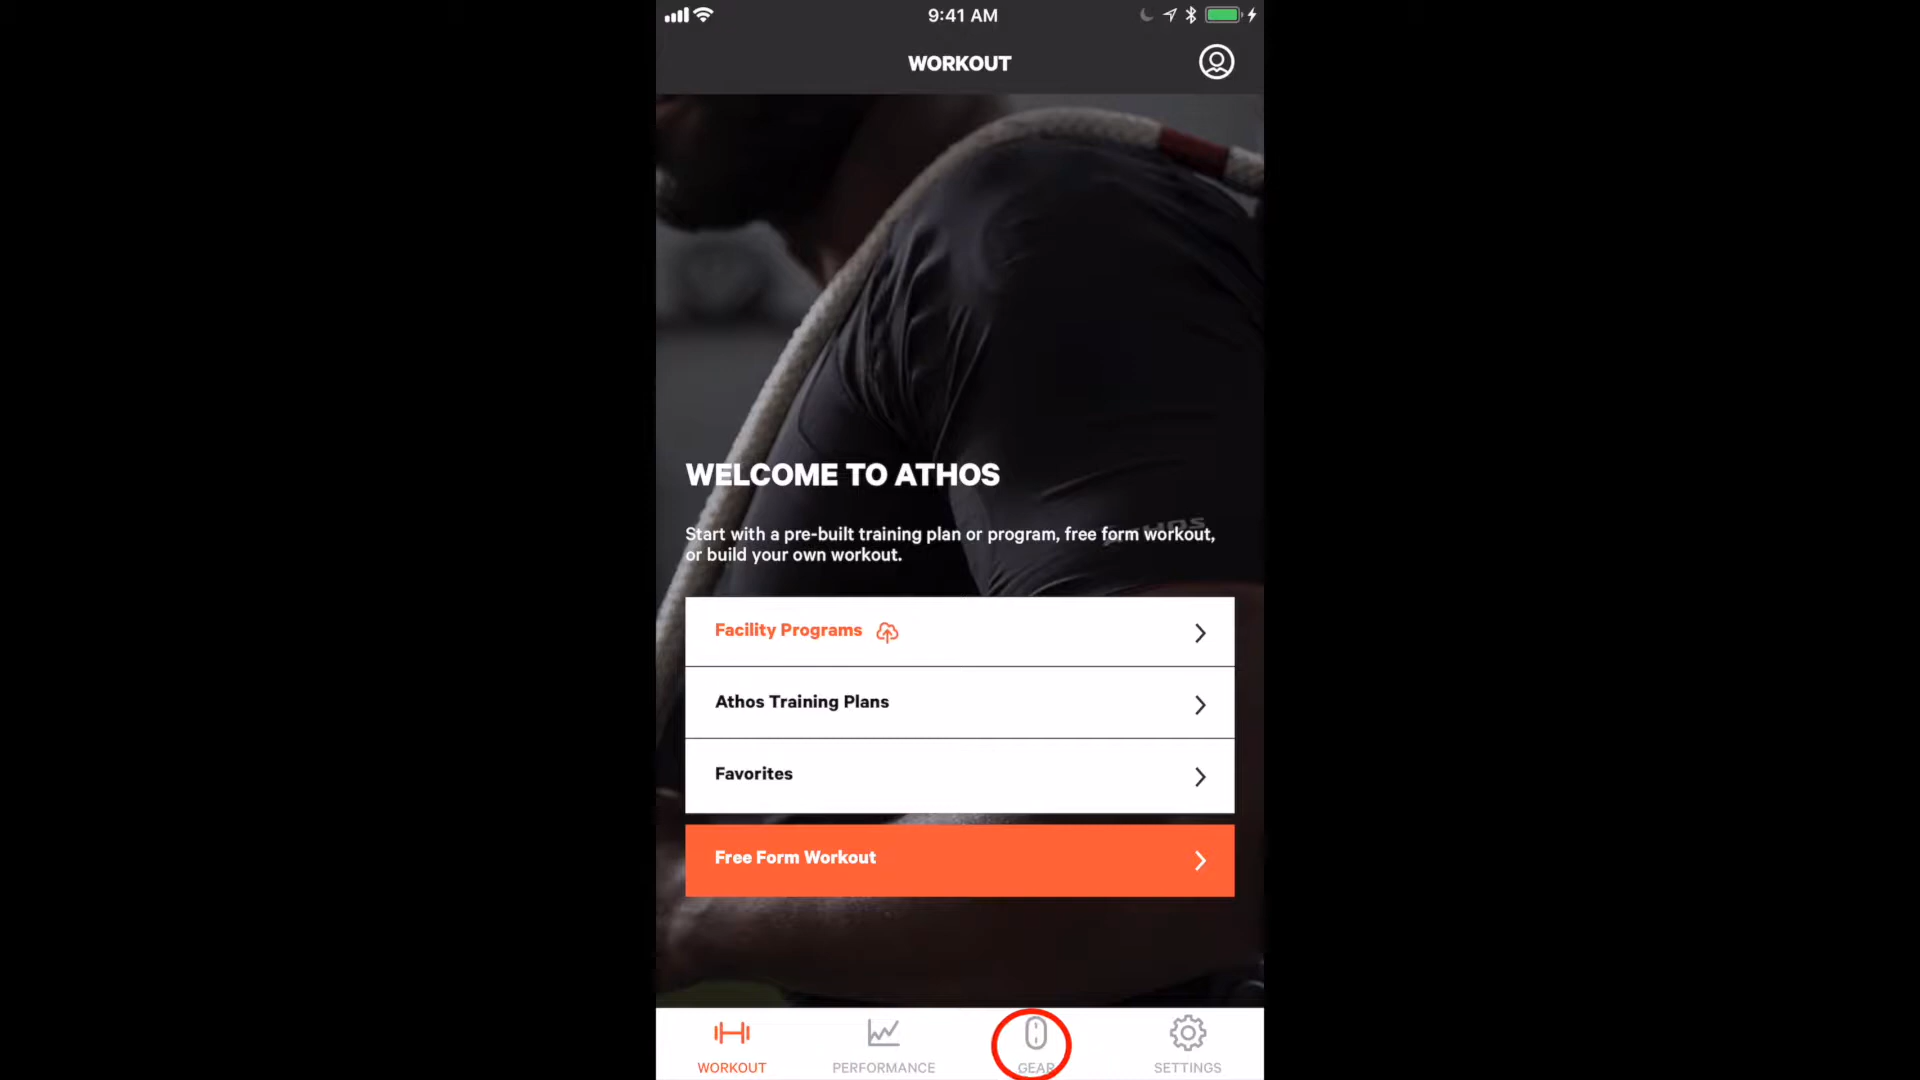 9:41 AM
WORKOUT
WELCOME TO ATHOS
ATHOS
Start with a pre-built training plan or program, free form workout,
or build your own workout.
Facility Programs
Athos Training Plans
Favorites
Free Form Workout
WORKOUT
PERFORMANCE
GEAR
SETTINGS